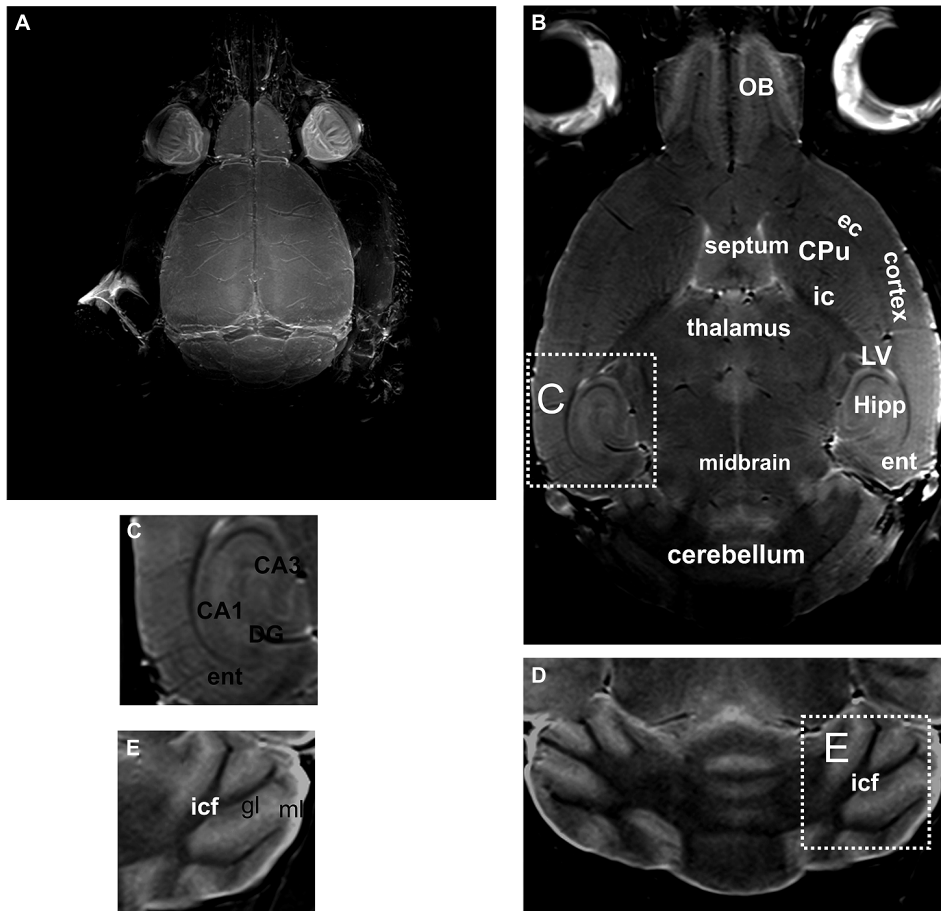 A
B
OB
ec
septum
CPu
cortex
ic
thalamus
LV
C
Hipp
midbrain
ent
cerebellum
C
CA3
CA1
DG
ent
D
E
icf
E
icf
gl
ml